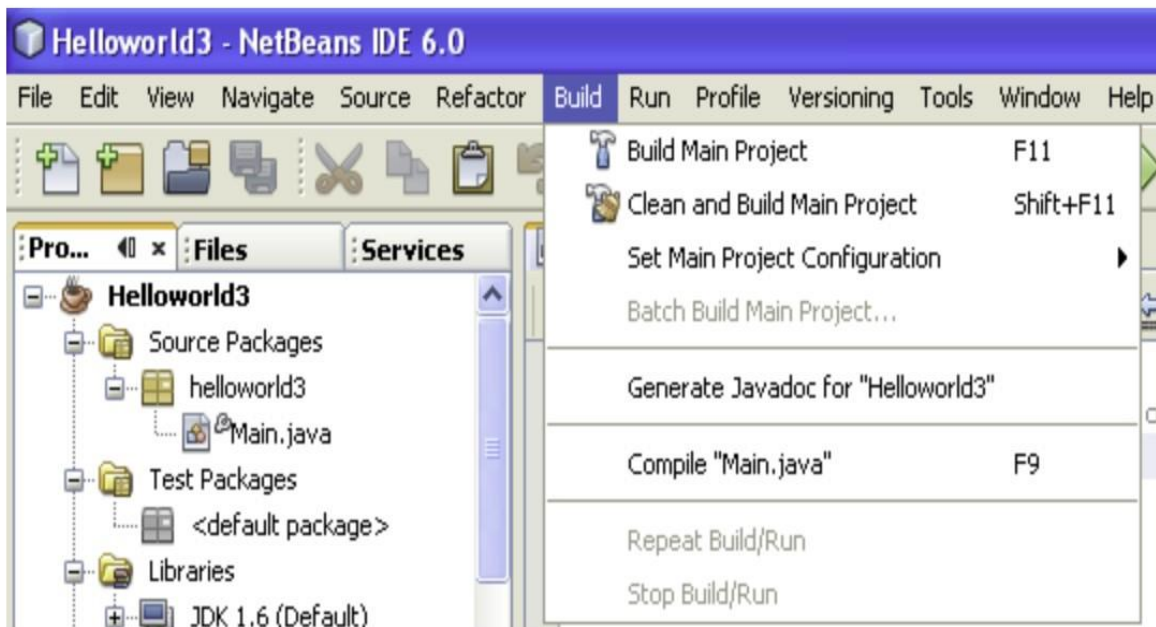 Helloworld3 - NetBeans IDE 6.0
File Edit View Navigate Source Refactor Build Run Profile Versioning Tools Window Help
Build Main Project F11
Clean and Build Main Project Shift+F11
Set Main Project Configuration
Batch Build Main Project...
Generate Javadoc for "Helloworld3"
Compile "Main.java" F9
Repeat Build/Run
Stop Build/Run
Pro... Files Services
Helloworld3
Source Packages
helloworld3
Main.java
Test Packages
<default package>
Libraries
JDK 1.6 (Default)